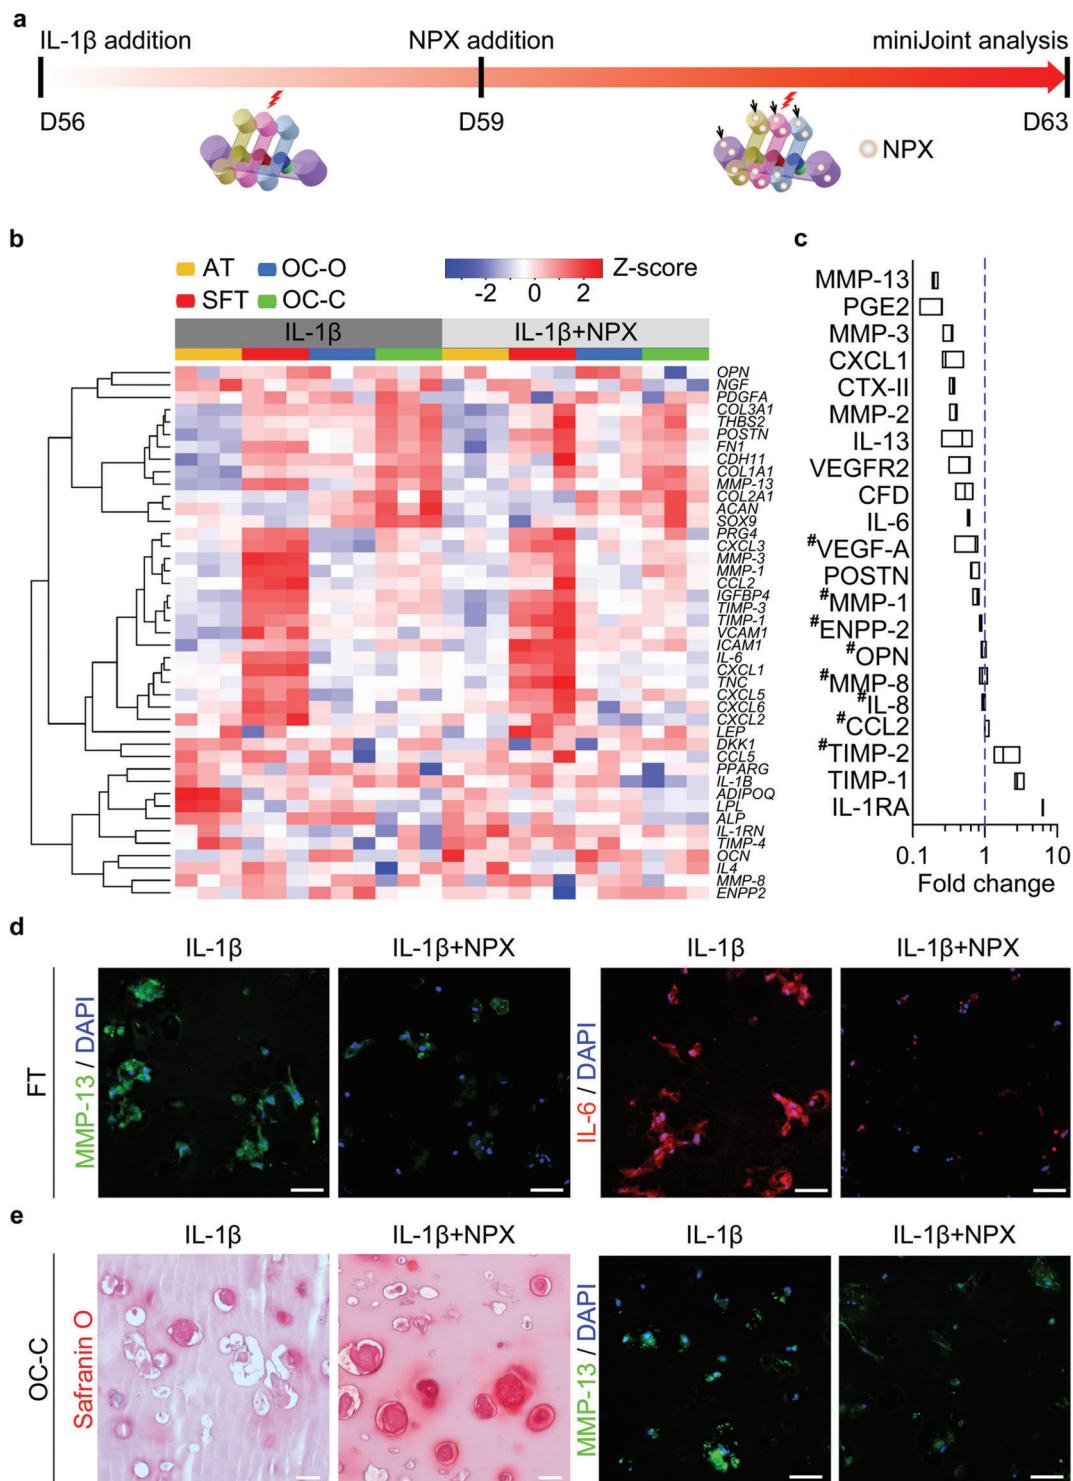 a
IL-1β addition NPX addition miniJoint analysis
D56 D59 D63
NPX
b
AT OC-O
SFT OC-C
Z-score
-2 0 2
IL-1β IL-1β+NPX
OPN
NGF
PDGFA
COL3A1
THBS2
POSTN
FN1
CDH11
COL1A1
MMP-13
COL2A1
ACAN
SOX9
PRG4
CXCL3
MMP-3
MMP-1
CCL2
IGFBP4
TIMP-3
TIMP-1
VCAM1
ICAM1
IL-6
CXCL1
TNC
CXCL5
CXCL6
CXCL2
LEP
DKK1
CCL5
PPARG
IL-1B
ADIPOQ
LPL
ALP
IL-1RN
TIMP-4
OCN
IL4
MMP-8
ENPP2
c
MMP-13
PGE2
MMP-3
CXCL1
CTX-II
MMP-2
IL-13
VEGFR2
CFD
IL-6
#VEGF-A
POSTN
#MMP-1
#ENPP-2
#OPN
#MMP-8
#IL-8
#CCL2
#TIMP-2
TIMP-1
IL-1RA
0.1 1 10
Fold change
d
IL-1β IL-1β+NPX IL-1β IL-1β+NPX
FT
MMP-13 / DAPI
IL-6 / DAPI
e
IL-1β IL-1β+NPX IL-1β IL-1β+NPX
OC-C
Safranin O
MMP-13 / DAPI